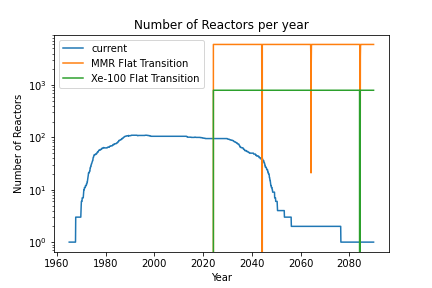 Number of Reactors per year
current
MMR Flat Transition
Xe-100 Flat Transition
Number of Reactors
10³
10²
10¹
10⁰
1960 1980 2000 2020 2040 2060 2080
Year